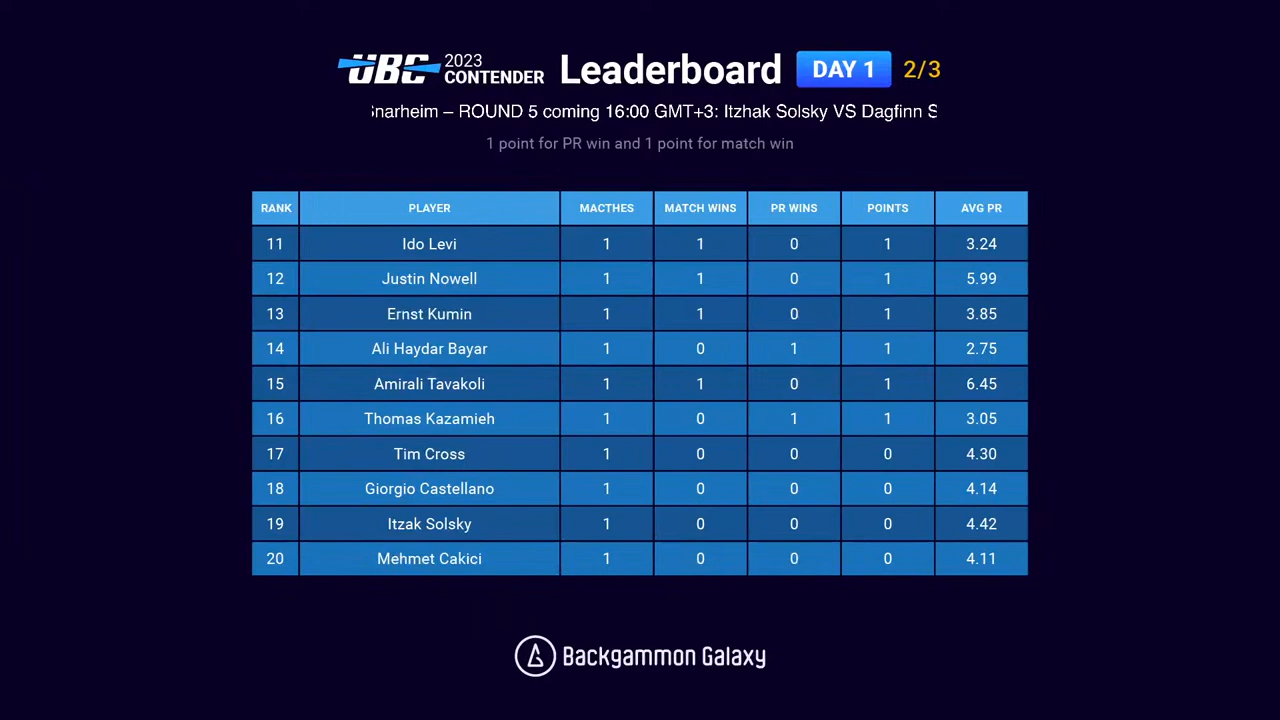 UBC 2023 CONTENDER Leaderboard DAY 1 2/3
Snarheim – ROUND 5 coming 16:00 GMT+3: Itzhak Solsky VS Dagfinn S
1 point for PR win and 1 point for match win
RANK PLAYER MACTHES MATCH WINS PR WINS POINTS AVG PR
11 Ido Levi 1 1 0 1 3.24
12 Justin Nowell 1 1 0 1 5.99
13 Ernst Kumin 1 1 0 1 3.85
14 Ali Haydar Bayar 1 0 1 1 2.75
15 Amirali Tavakoli 1 1 0 1 6.45
16 Thomas Kazamieh 1 0 1 1 3.05
17 Tim Cross 1 0 0 0 4.30
18 Giorgio Castellano 1 0 0 0 4.14
19 Itzak Solsky 1 0 0 0 4.42
20 Mehmet Cakici 1 0 0 0 4.11
Backgammon Galaxy